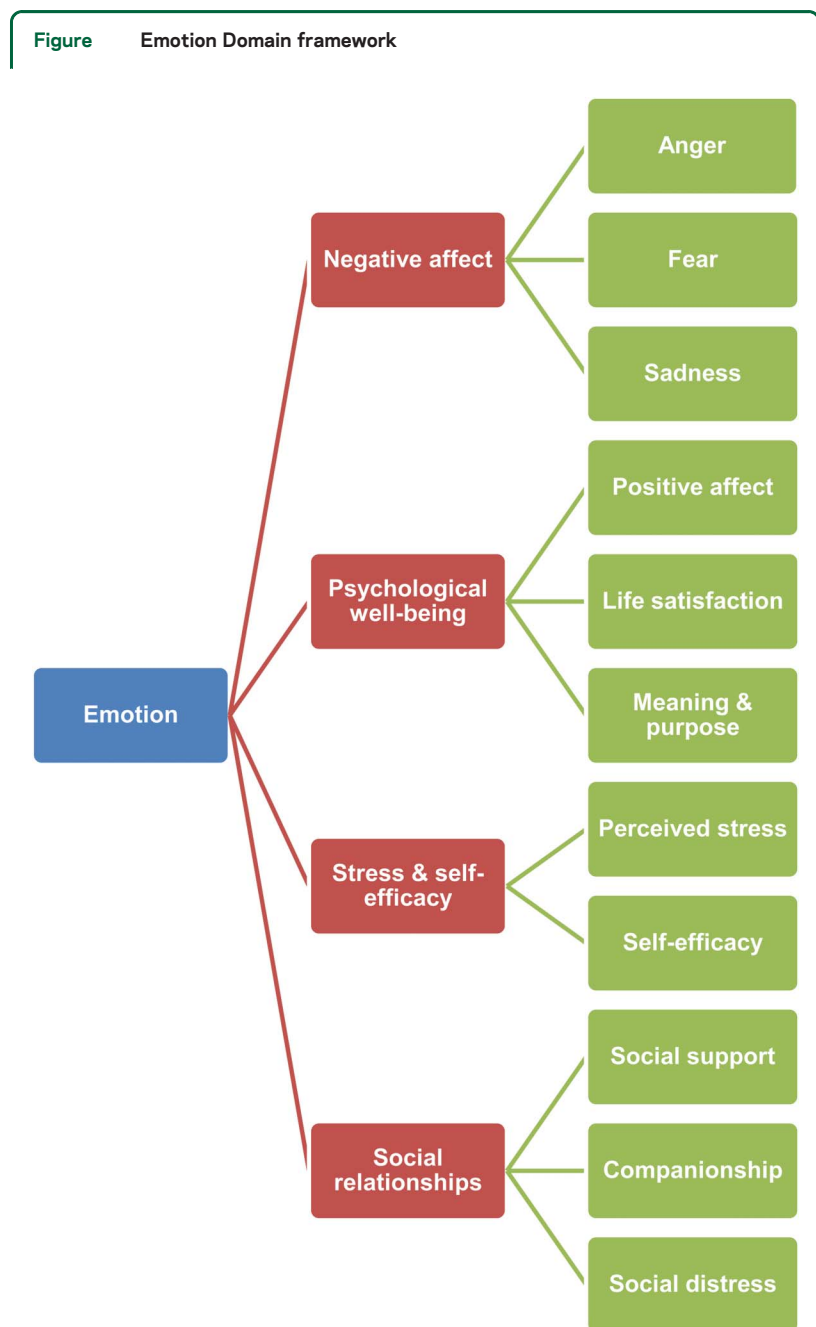 Figure Emotion Domain framework
Anger
Negative affect
Fear
Sadness
Positive affect
Psychological
well-being
Life satisfaction
Meaning &
purpose
Emotion
Perceived stress
Stress & self-
efficacy
Self-efficacy
Social support
Social
relationships
Companionship
Social distress